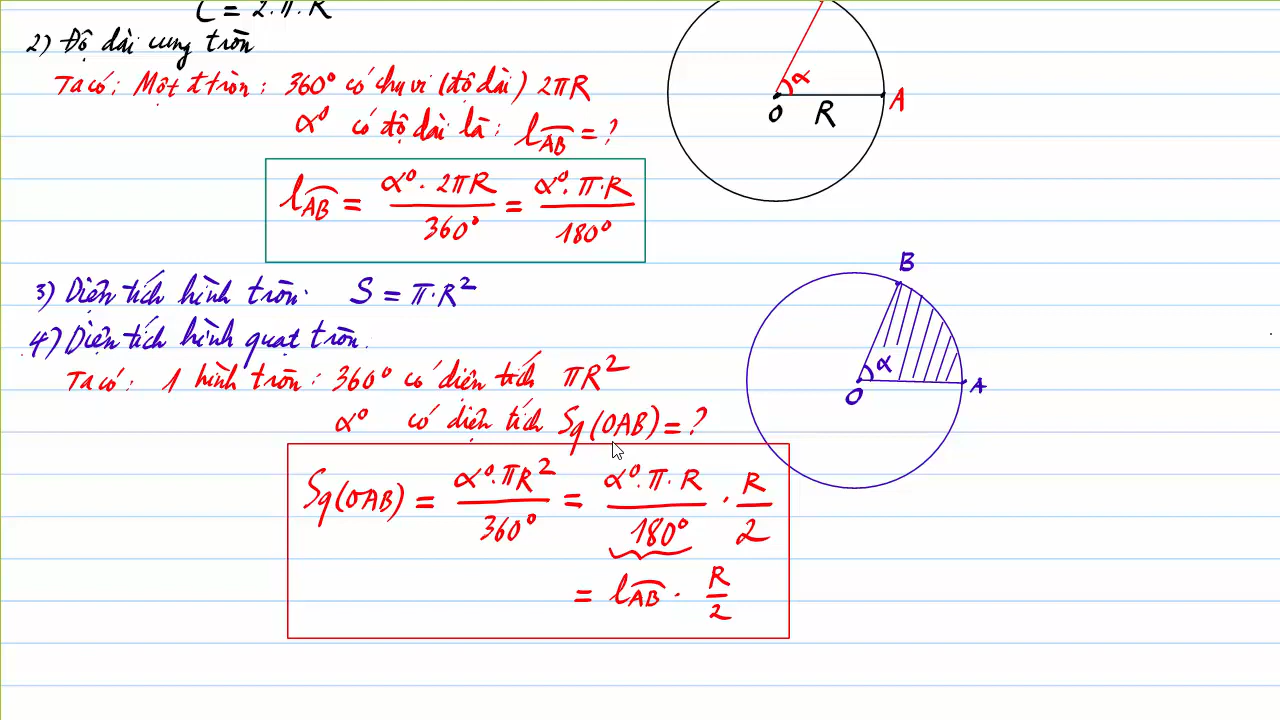 C = 2.π.R
2) Độ dài cung tròn
Ta có: Một đ tròn: 360° có chu vi (độ dài) 2πR
α° có độ dài là: l AB = ?
l AB = α°. 2πR / 360° = α°. π.R / 180°
3) Diện tích hình tròn. S = π.R²
4) Diện tích hình quạt tròn.
Ta có: 1 hình tròn: 360° có diện tích πR²
α° có diện tích Sq(OAB) = ?
Sq(OAB) = α°.πR² / 360° = α°.π.R / 180° . R / 2
= l AB . R / 2
α
O
R
A
B
α
O
A